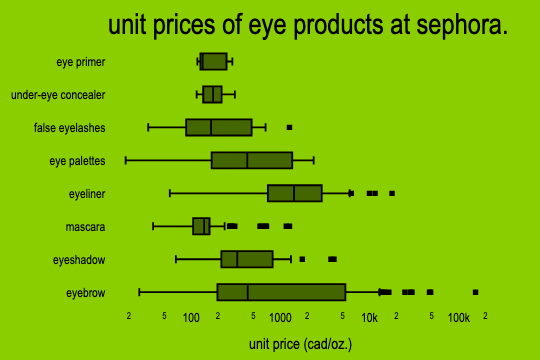 unit prices of eye products at sephora.
eye primer
under-eye concealer
false eyelashes
eye palettes
eyeliner
mascara
eyeshadow
eyebrow
2 5 100 2 5 1000 2 5 10k 2 5 100k 2
unit price (cad/oz.)